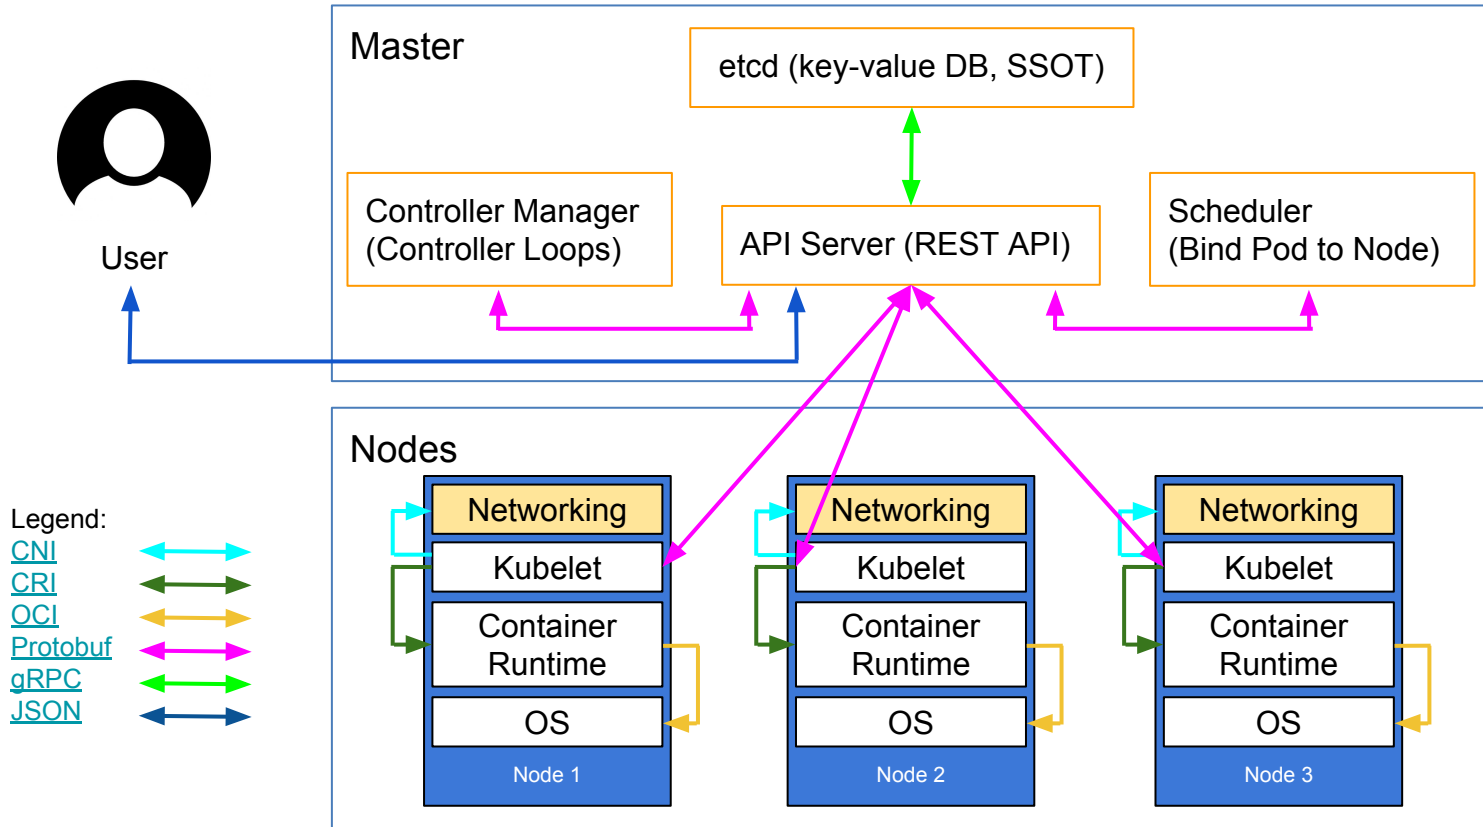 Master
etcd (key-value DB, SSOT)
Controller Manager
(Controller Loops)
API Server (REST API)
Scheduler
(Bind Pod to Node)
User
Nodes
Networking
Kubelet
Container
Runtime
OS
Node 1
Networking
Kubelet
Container
Runtime
OS
Node 2
Networking
Kubelet
Container
Runtime
OS
Node 3
Legend:
CNI
CRI
OCI
Protobuf
gRPC
JSON